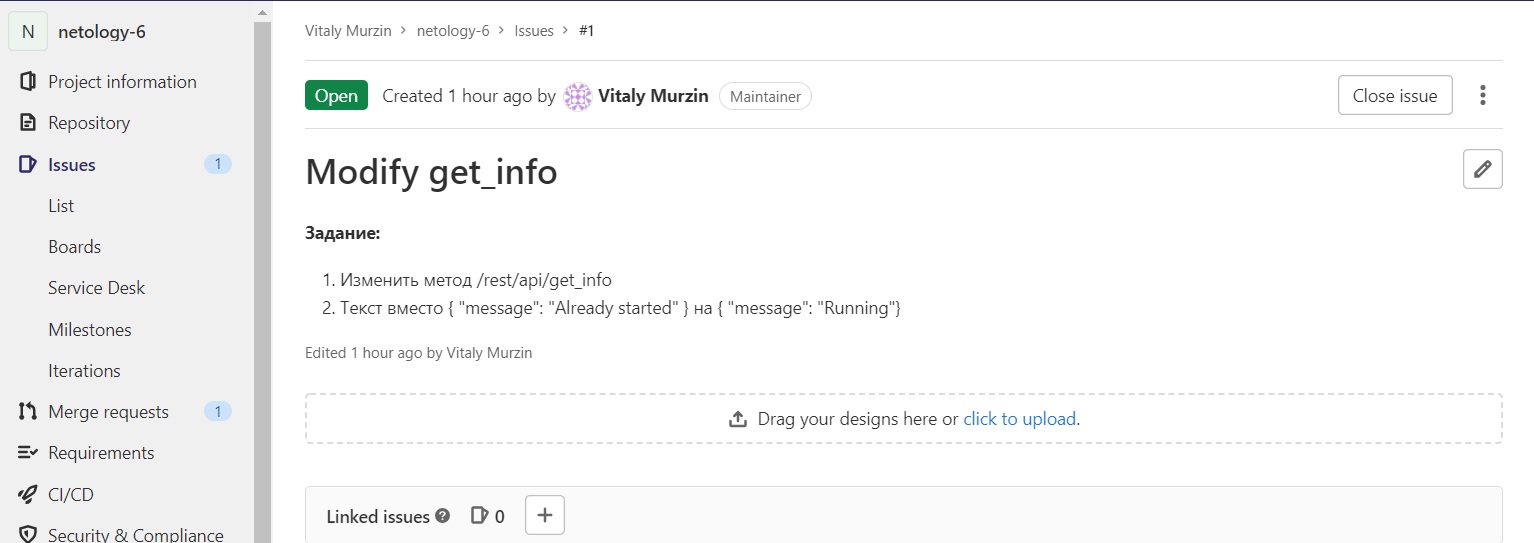 N netology-6
Project information
Repository
Issues 1
List
Boards
Service Desk
Milestones
Iterations
Merge requests 1
Requirements
CI/CD
Security & Compliance
Vitaly Murzin > netology-6 > Issues > #1
Open Created 1 hour ago by Vitaly Murzin Maintainer Close issue
Modify get_info
Задание:
1. Изменить метод /rest/api/get_info
2. Текст вместо { "message": "Already started" } на { "message": "Running"}
Edited 1 hour ago by Vitaly Murzin
Drag your designs here or click to upload.
Linked issues ? 0 +